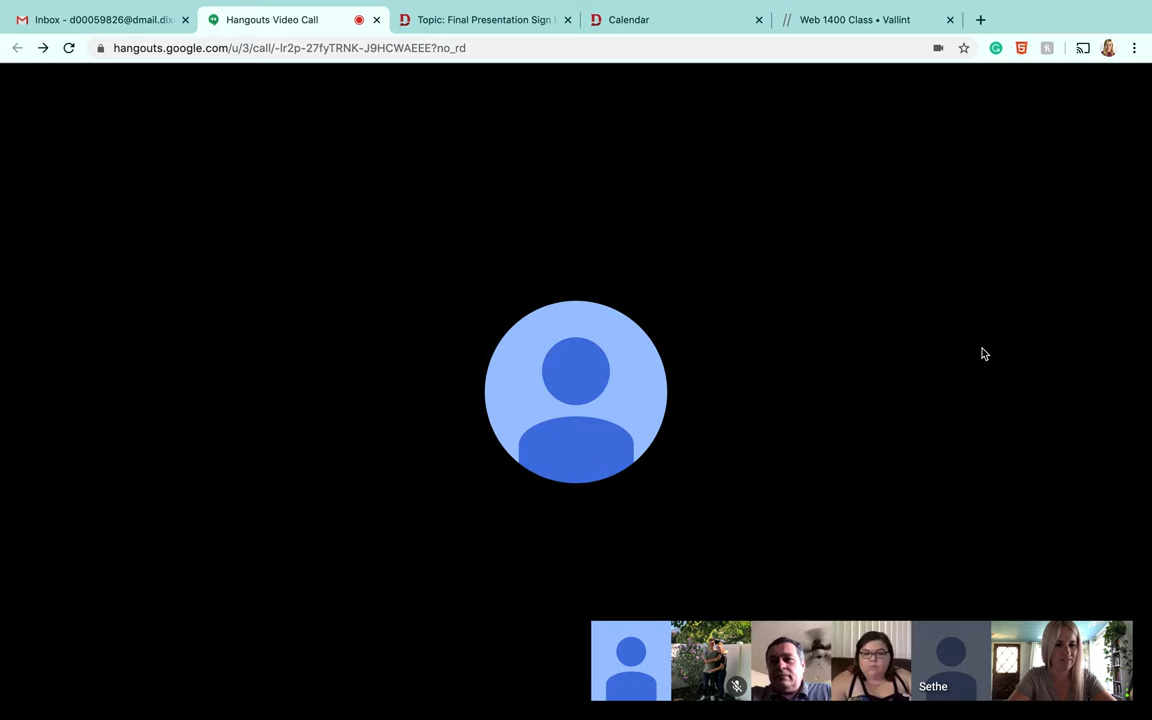 Inbox - d00059826@dmail.dix
Hangouts Video Call
Topic: Final Presentation Sign
Calendar
Web 1400 Class • Vallint
hangouts.google.com/u/3/call/-lr2p-27fyTRNK-J9HCWAEEE?no_rd
Sethe